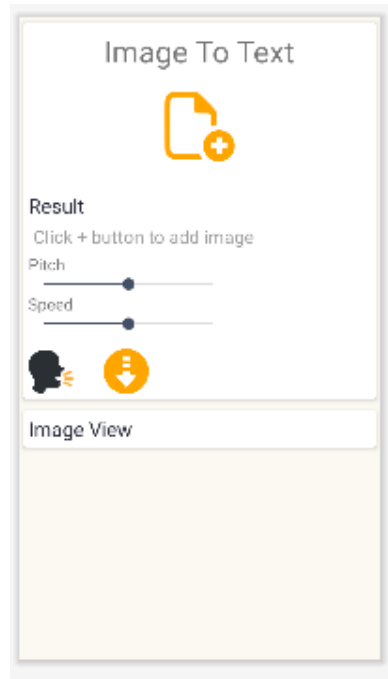 Image To Text
Result
Click + button to add image
Pitch
Speed
Image View